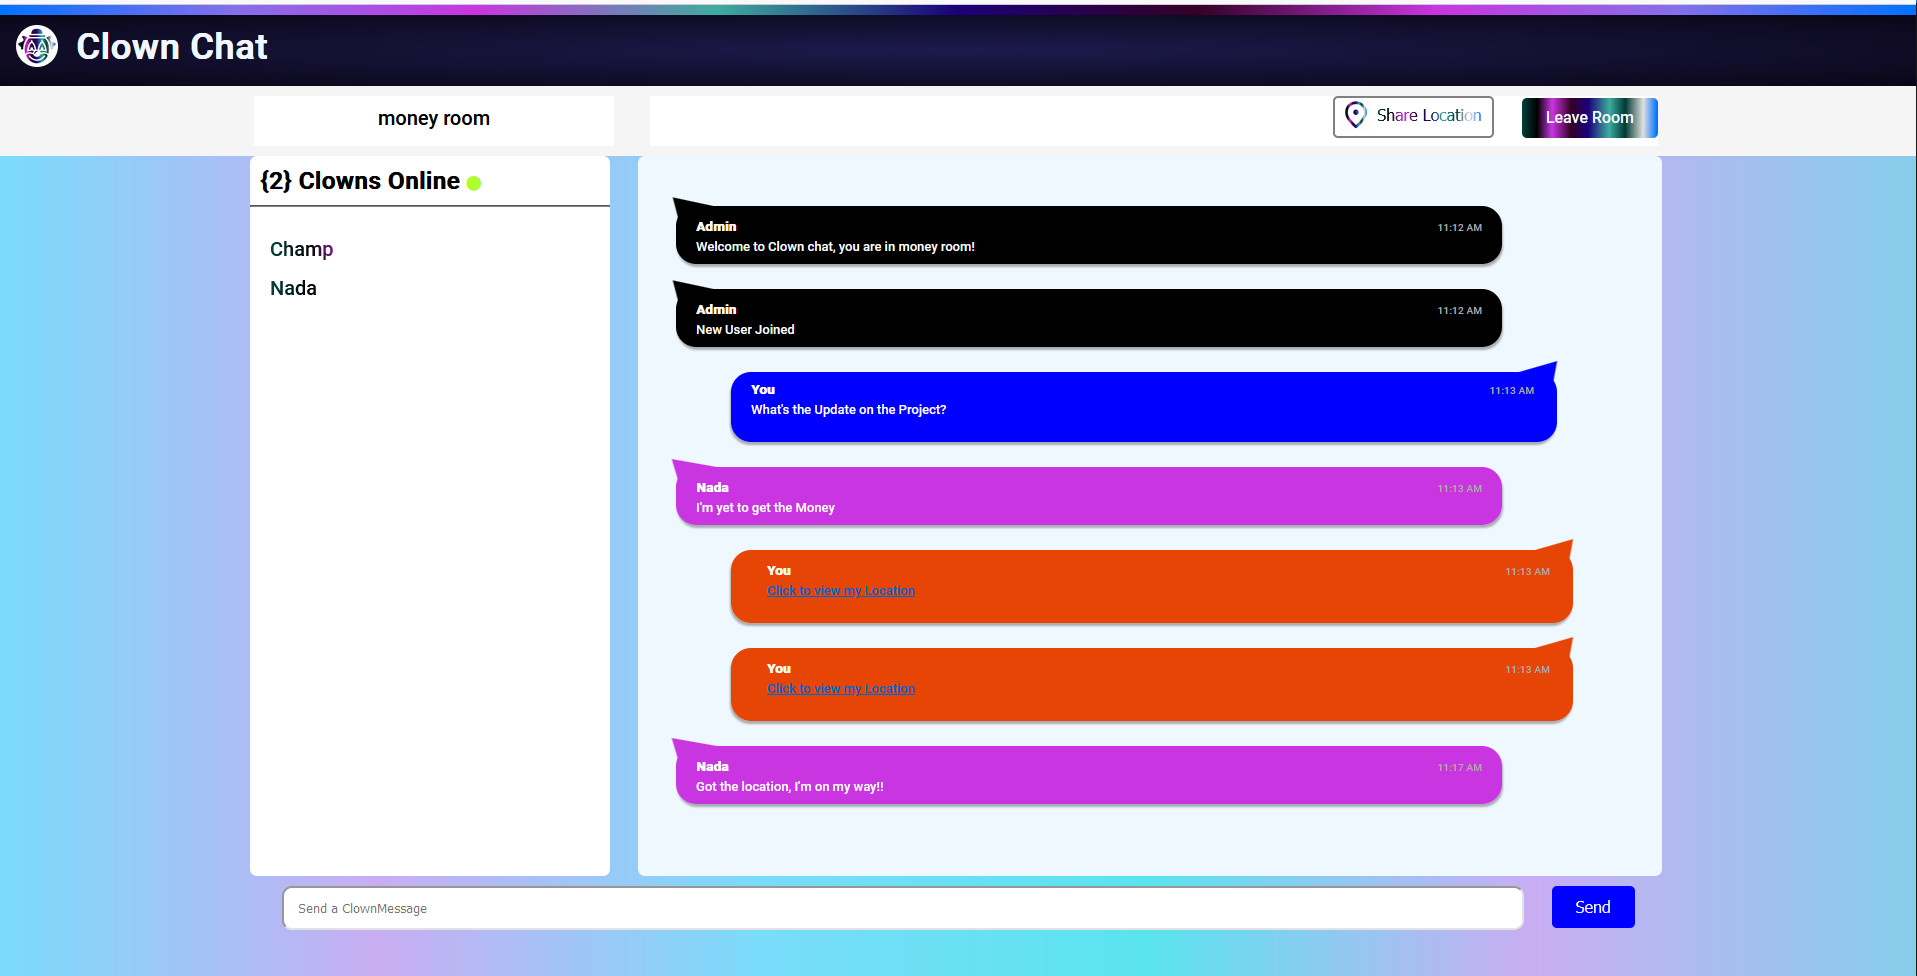 Clown Chat
money room
Share Location
Leave Room
{2} Clowns Online
Champ
Nada
Admin 11:12 AM
Welcome to Clown chat, you are in money room!
Admin 11:12 AM
New User Joined
You 11:13 AM
What's the Update on the Project?
Nada 11:13 AM
I'm yet to get the Money
You 11:13 AM
Click to view my Location
You 11:13 AM
Click to view my Location
Nada 11:17 AM
Got the location, I'm on my way!!
Send a ClownMessage
Send